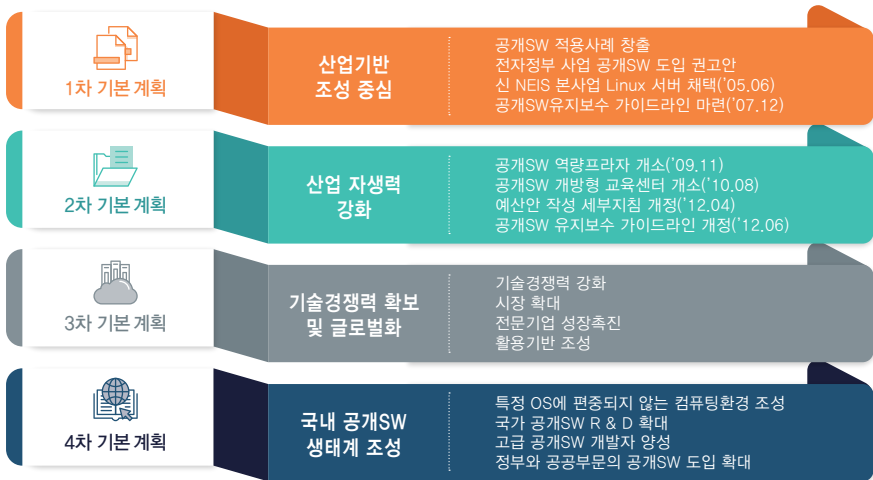 1차 기본 계획
산업기반
조성 중심
공개SW 적용사례 창출
전자정부 사업 공개SW 도입 권고안
신 NEIS 본사업 Linux 서버 채택('05.06)
공개SW유지보수 가이드라인 마련('07.12)
2차 기본 계획
산업 자생력
강화
공개SW 역량프라자 개소('09.11)
공개SW 개방형 교육센터 개소('10.08)
예산안 작성 세부지침 개정('12.04)
공개SW 유지보수 가이드라인 개정('12.06)
3차 기본 계획
기술경쟁력 확보
및 글로벌화
기술경쟁력 강화
시장 확대
전문기업 성장촉진
활용기반 조성
4차 기본 계획
국내 공개SW
생태계 조성
특정 OS에 편중되지 않는 컴퓨팅환경 조성
국가 공개SW R & D 확대
고급 공개SW 개발자 양성
정부와 공공부문의 공개SW 도입 확대